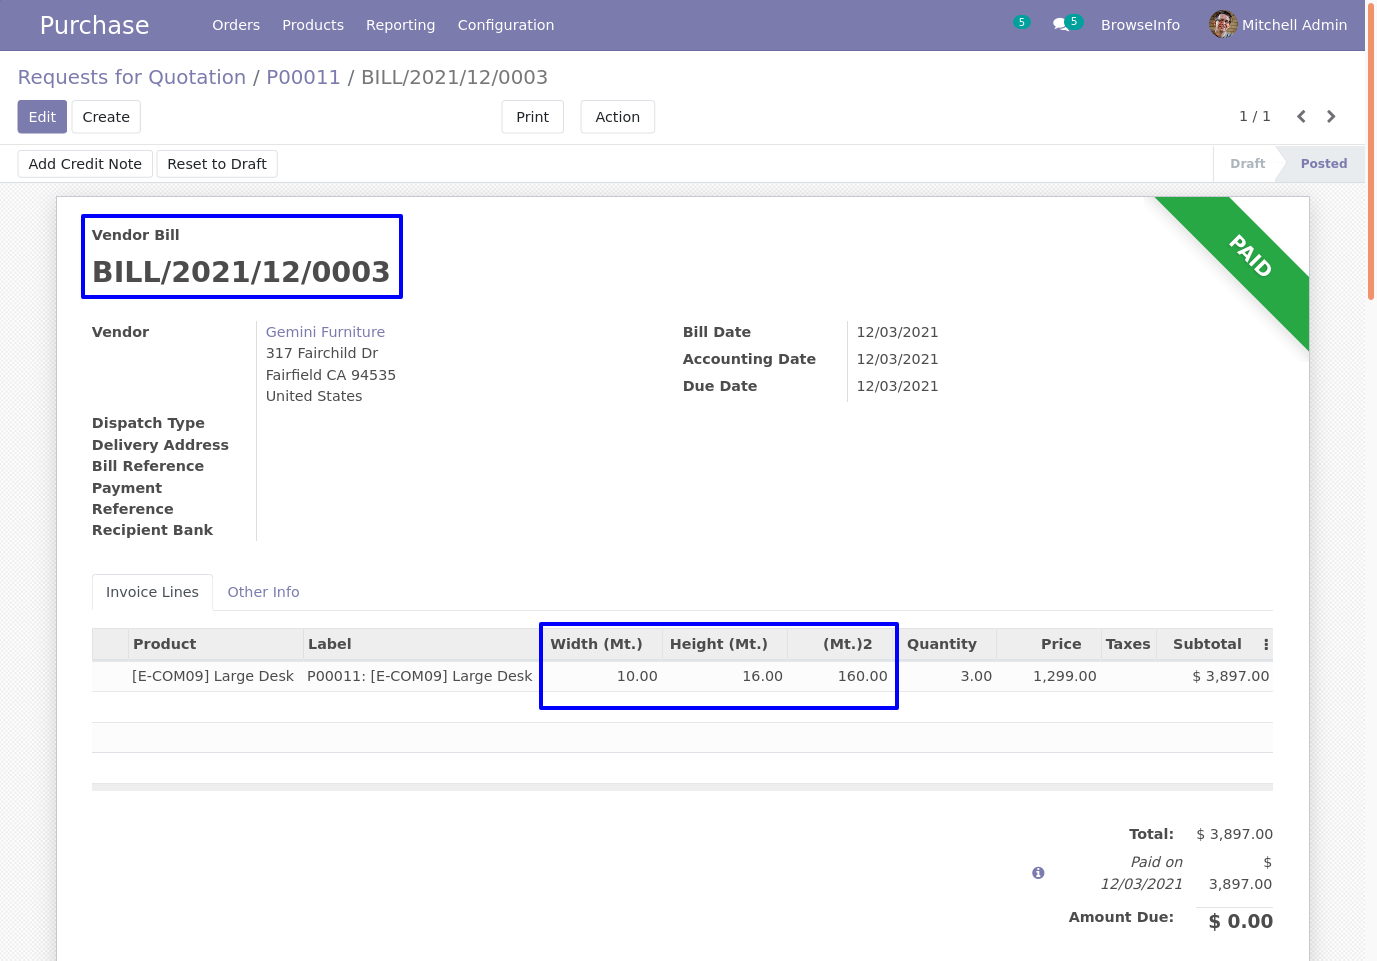 Purchase Orders Products Reporting Configuration 5 5 BrowseInfo Mitchell Admin
Requests for Quotation / P00011 / BILL/2021/12/0003
Edit Create Print Action 1 / 1
Add Credit Note Reset to Draft Draft Posted
PAID
Vendor Bill
BILL/2021/12/0003
Vendor Gemini Furniture Bill Date 12/03/2021
317 Fairchild Dr Accounting Date 12/03/2021
Fairfield CA 94535 Due Date 12/03/2021
United States
Dispatch Type
Delivery Address
Bill Reference
Payment
Reference
Recipient Bank
Invoice Lines Other Info
Product Label Width (Mt.) Height (Mt.) (Mt.)2 Quantity Price Taxes Subtotal
[E-COM09] Large Desk P00011: [E-COM09] Large Desk 10.00 16.00 160.00 3.00 1,299.00 $ 3,897.00
Total: $ 3,897.00
Paid on $
12/03/2021 3,897.00
Amount Due: $ 0.00